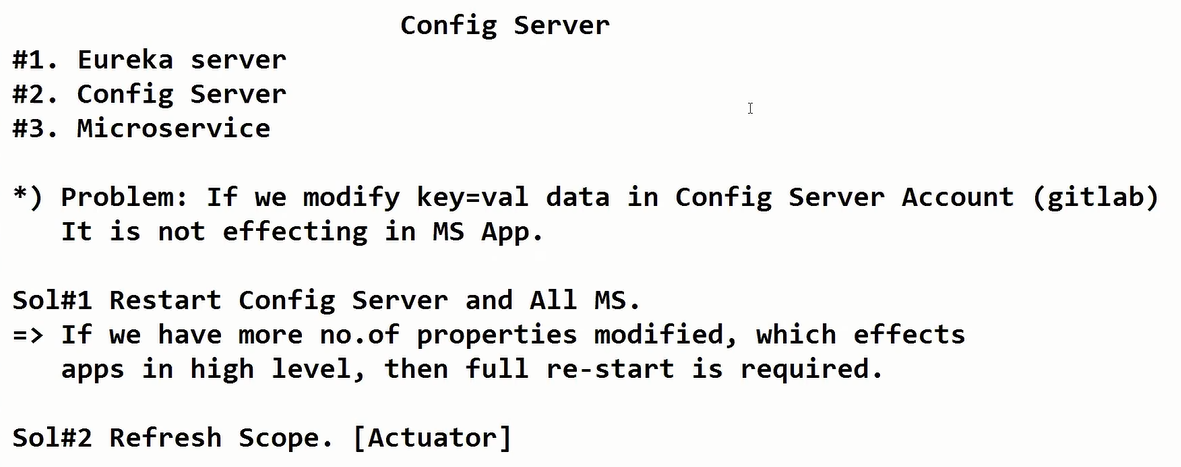 Config Server
#1. Eureka server
#2. Config Server
#3. Microservice
*) Problem: If we modify key=val data in Config Server Account (gitlab)
It is not effecting in MS App.
Sol#1 Restart Config Server and All MS.
=> If we have more no.of properties modified, which effects
apps in high level, then full re-start is required.
Sol#2 Refresh Scope. [Actuator]